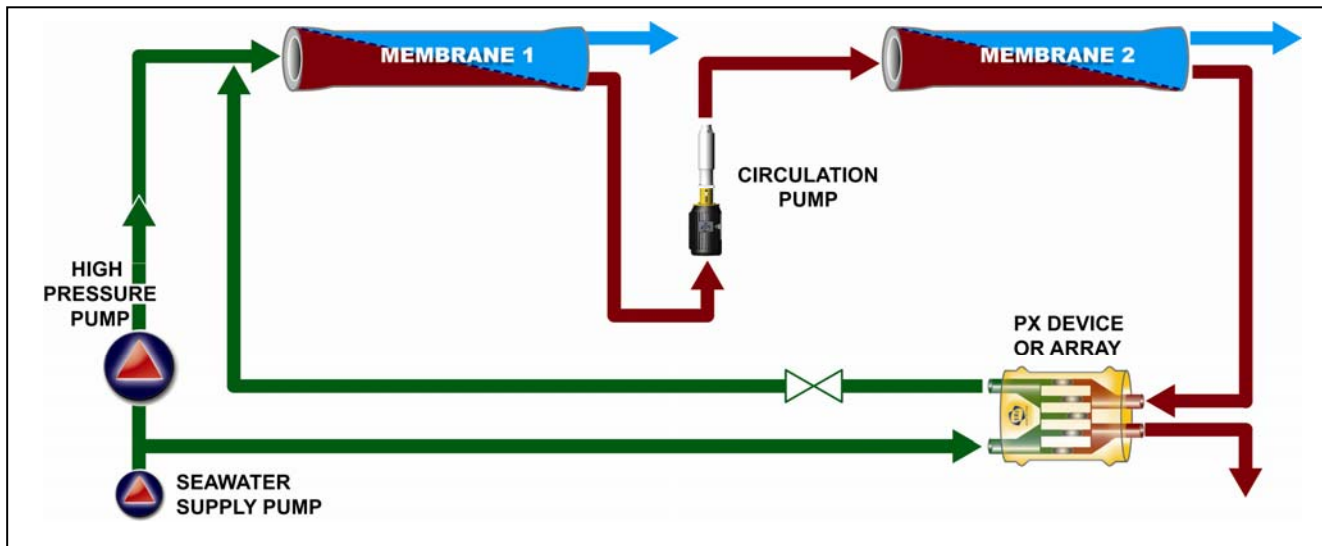 MEMBRANE 1
MEMBRANE 2
CIRCULATION
PUMP
HIGH
PRESSURE
PUMP
PX DEVICE
OR ARRAY
SEAWATER
SUPPLY PUMP